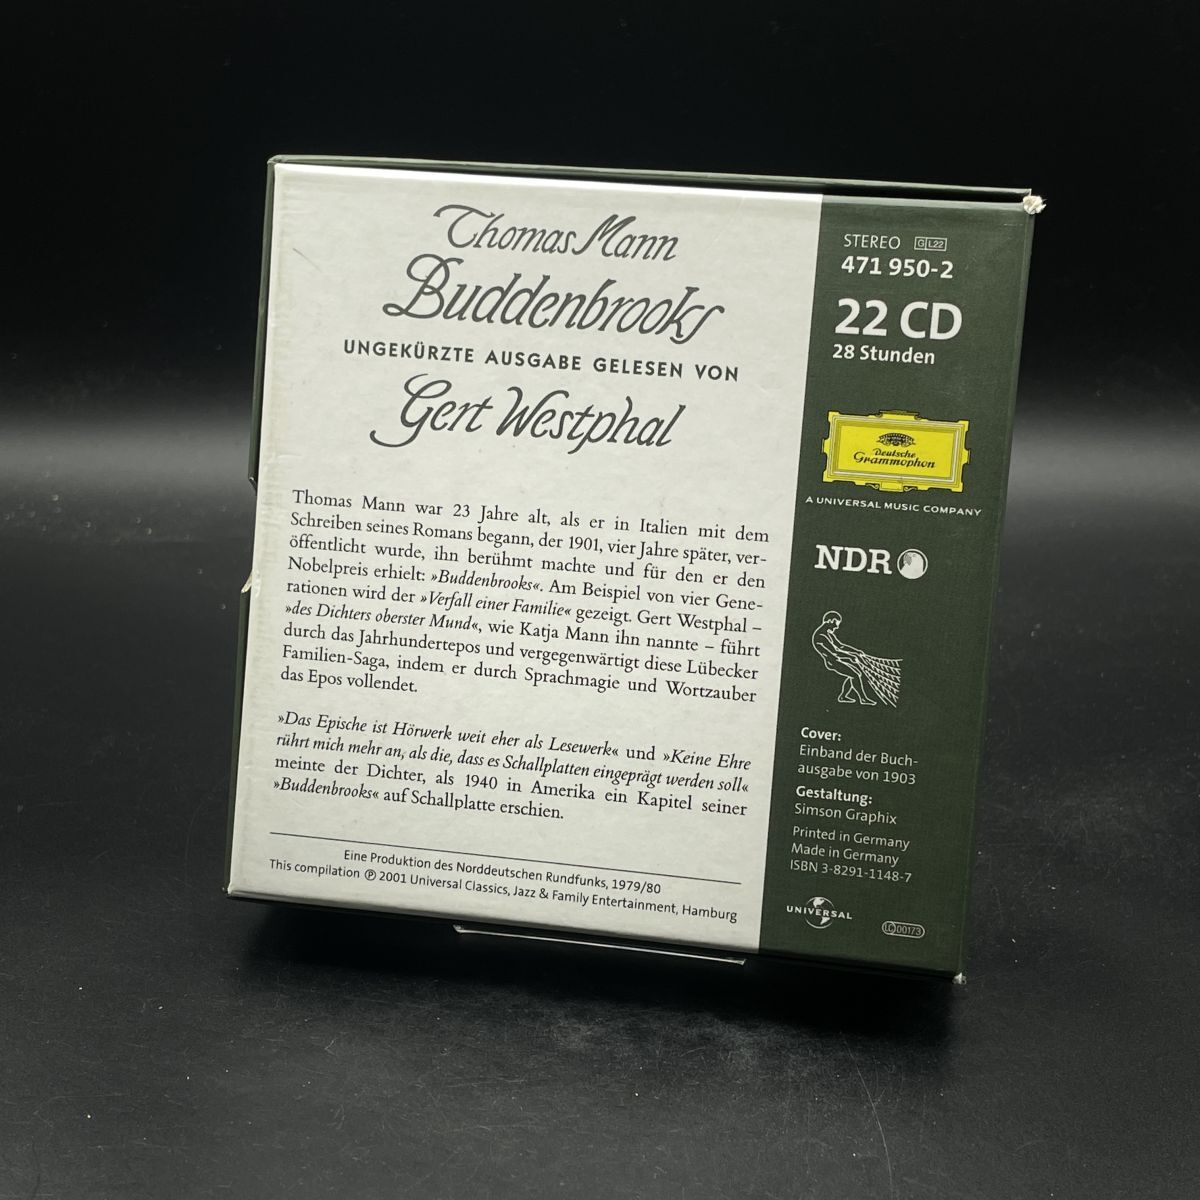 Thomas Mann
Buddenbrooks
UNGEKÜRZTE AUSGABE GELESEN VON
Gert Westphal
Thomas Mann war 23 Jahre alt, als er in Italien mit dem
Schreiben seines Romans begann, der 1901, vier Jahre später, ver-
öffentlicht wurde, ihn berühmt machte und für den er den
Nobelpreis erhielt: »Buddenbrooks«. Am Beispiel von vier Gene-
rationen wird der »Verfall einer Familie« gezeigt. Gert Westphal –
»des Dichters oberster Mund«, wie Katja Mann ihn nannte – führt
durch das Jahrhundertepos und vergegenwärtigt diese Lübecker
Familien-Saga, indem er durch Sprachmagie und Wortzauber
das Epos vollendet.
»Das Epische ist Hörwerk weit eher als Lesewerk« und »Keine Ehre
rührt mich mehr an, als die, dass es Schallplatten eingeprägt werden soll«
meinte der Dichter, als 1940 in Amerika ein Kapitel seiner
»Buddenbrooks« auf Schallplatte erschien.
Eine Produktion des Norddeutschen Rundfunks, 1979/80
This compilation ℗ 2001 Universal Classics, Jazz & Family Entertainment, Hamburg
STEREO G L22
471 950-2
22 CD
28 Stunden
Deutsche
Grammophon
A UNIVERSAL MUSIC COMPANY
NDR
Cover:
Einband der Buch-
ausgabe von 1903
Gestaltung:
Simson Graphix
Printed in Germany
Made in Germany
ISBN 3-8291-1148-7
UNIVERSAL
LC 00173